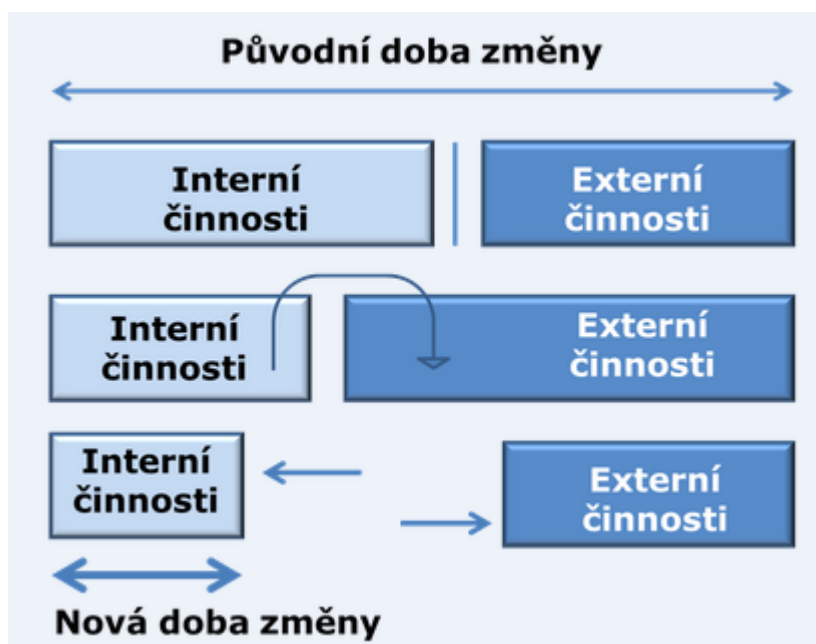 Původní doba změny
Interní
činnosti
Externí
činnosti
Interní
činnosti
Externí
činnosti
Interní
činnosti
Externí
činnosti
Nová doba změny